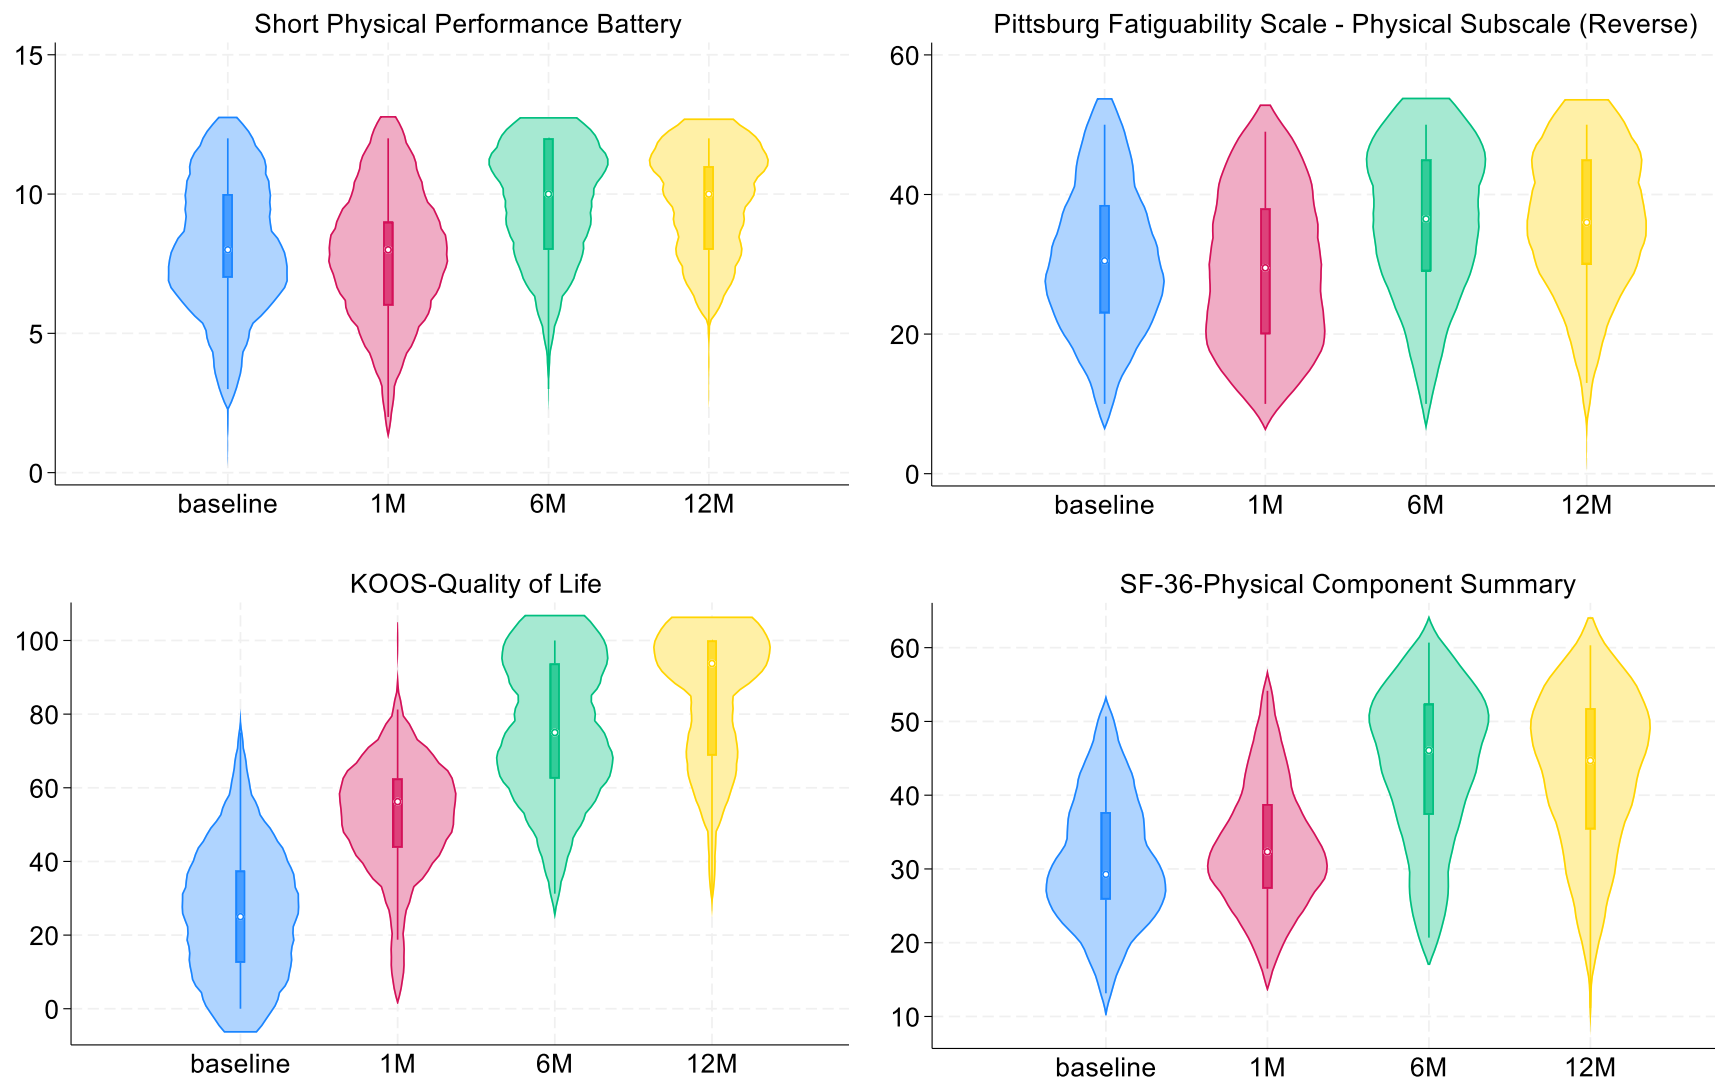 Short Physical Performance Battery
15
10
5
0
baseline 1M 6M 12M
Pittsburg Fatiguability Scale - Physical Subscale (Reverse)
60
40
20
0
baseline 1M 6M 12M
KOOS-Quality of Life
100
80
60
40
20
0
baseline 1M 6M 12M
SF-36-Physical Component Summary
60
50
40
30
20
10
baseline 1M 6M 12M